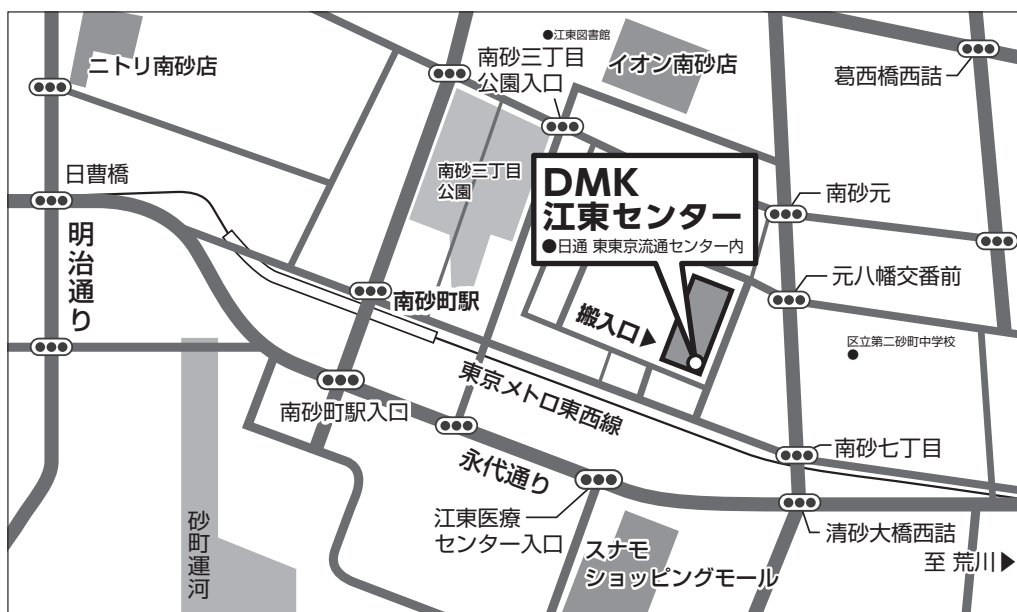 ●江東図書館
ニトリ南砂店
南砂三丁目
公園入口
イオン南砂店
葛西橋西詰
日曹橋
南砂三丁目
公園
DMK
江東センター
●日通 東東京流通センター内
南砂元
明治通り
南砂町駅
元八幡交番前
搬入口▶
区立第二砂町中学校
●
東京メトロ東西線
南砂町駅入口
南砂七丁目
永代通り
江東医療
センター入口
清砂大橋西詰
砂町運河
スナモ
ショッピングモール
至 荒川▶